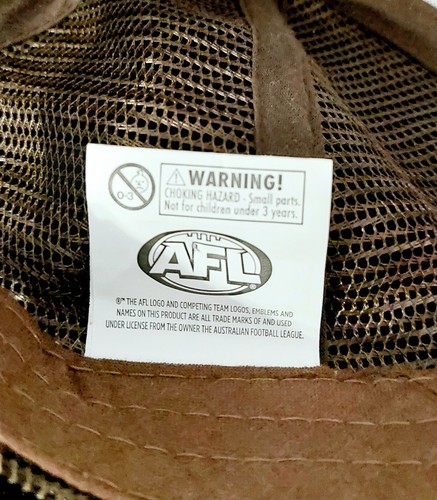 0-3
WARNING!
CHOKING HAZARD - Small parts.
Not for children under 3 years.
AFL
®™ THE AFL LOGO AND COMPETING TEAM LOGOS, EMBLEMS AND
NAMES ON THIS PRODUCT ARE ALL TRADE MARKS OF AND USED
UNDER LICENSE FROM THE OWNER THE AUSTRALIAN FOOTBALL LEAGUE.